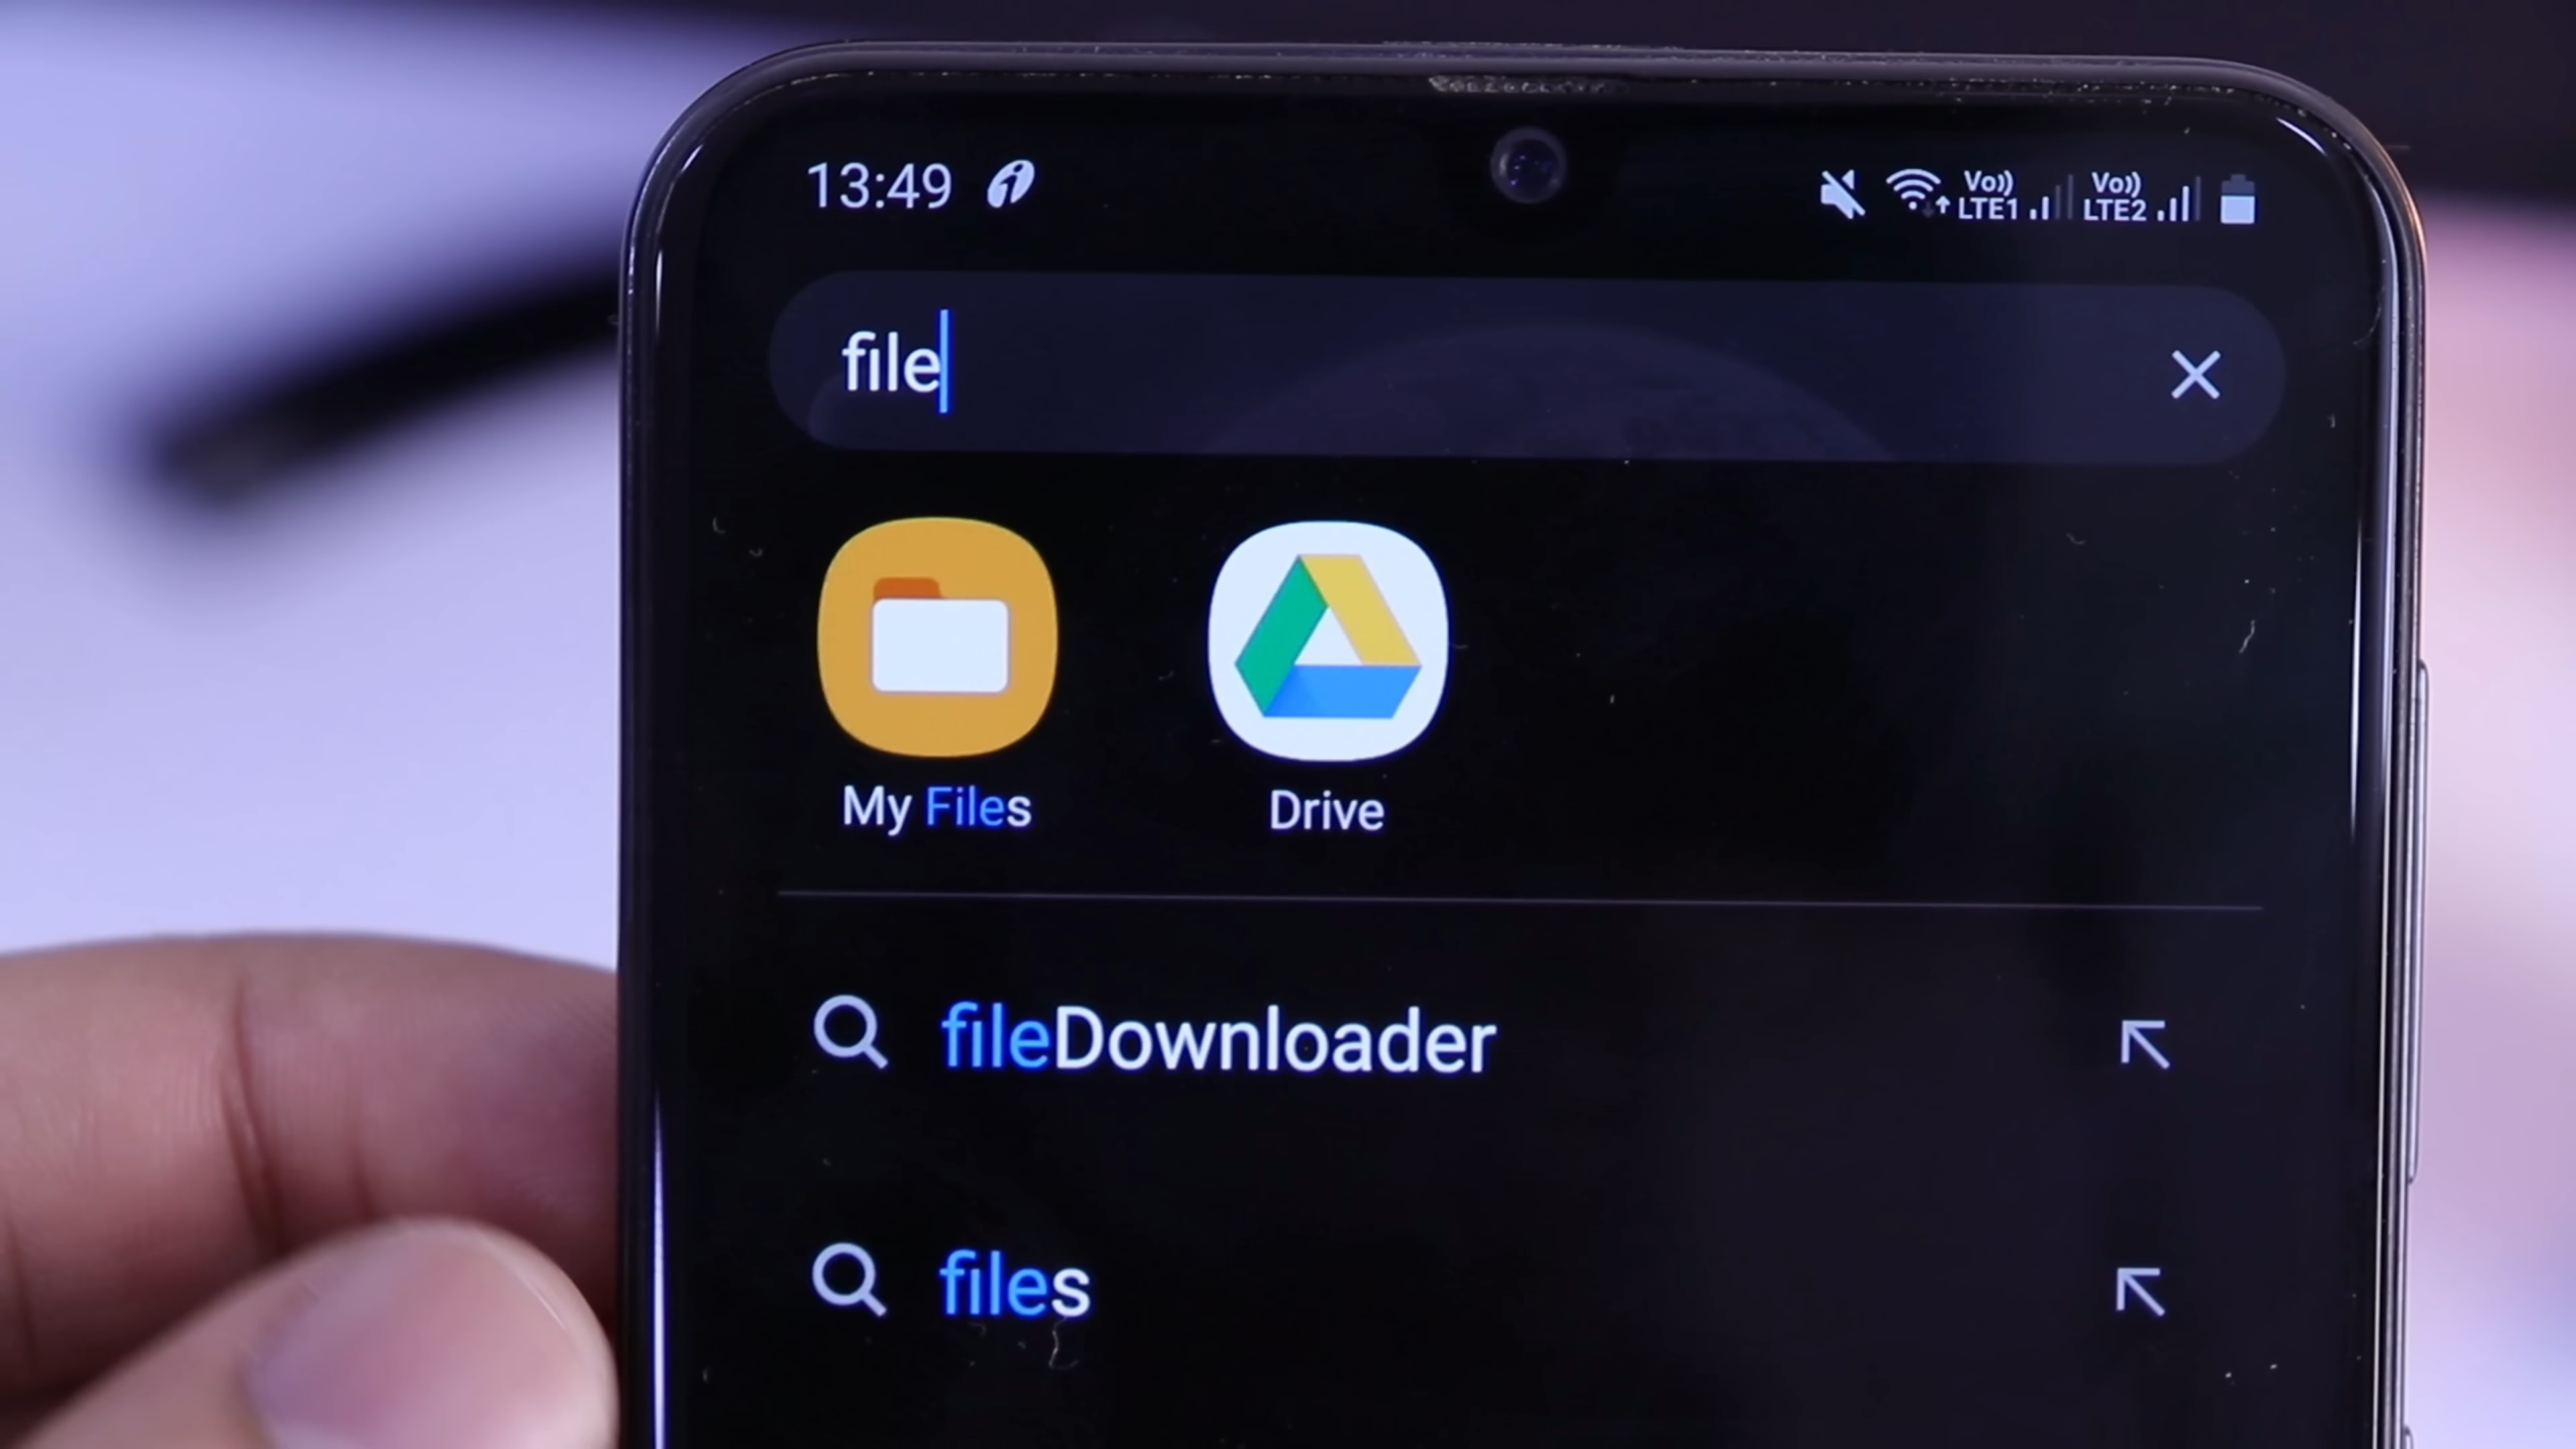 13:49 Vo)) LTE1 Vo)) LTE2
file
My Files Drive
fileDownloader
files